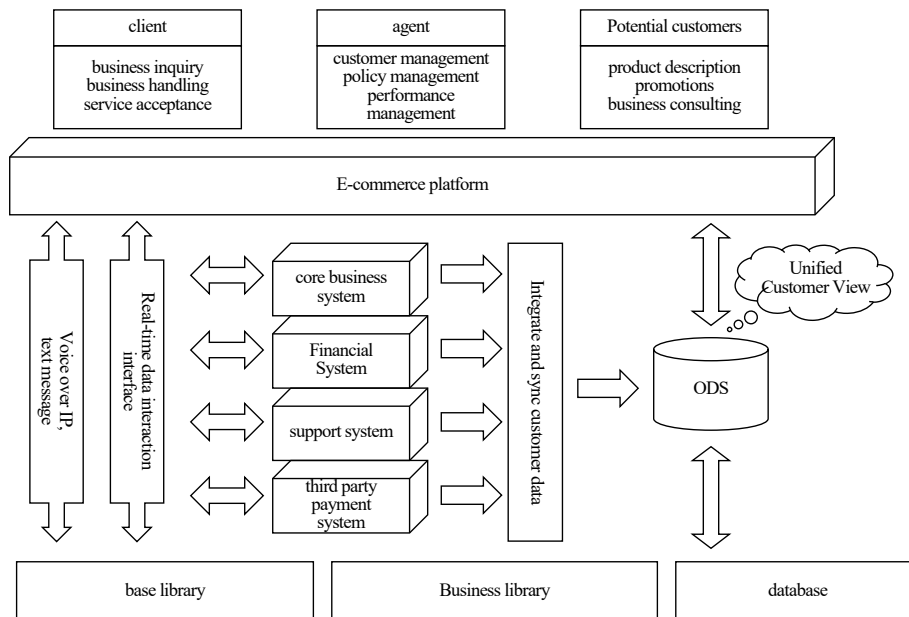 client
business inquiry
business handling
service acceptance
agent
customer management
policy management
performance
management
Potential customers
product description
promotions
business consulting
E-commerce platform
Voice over IP,
text message
Real-time data interaction
interface
core business
system
Financial
System
support system
third party
payment
system
Integrate and sync customer data
Unified
Customer View
ODS
base library
Business library
database